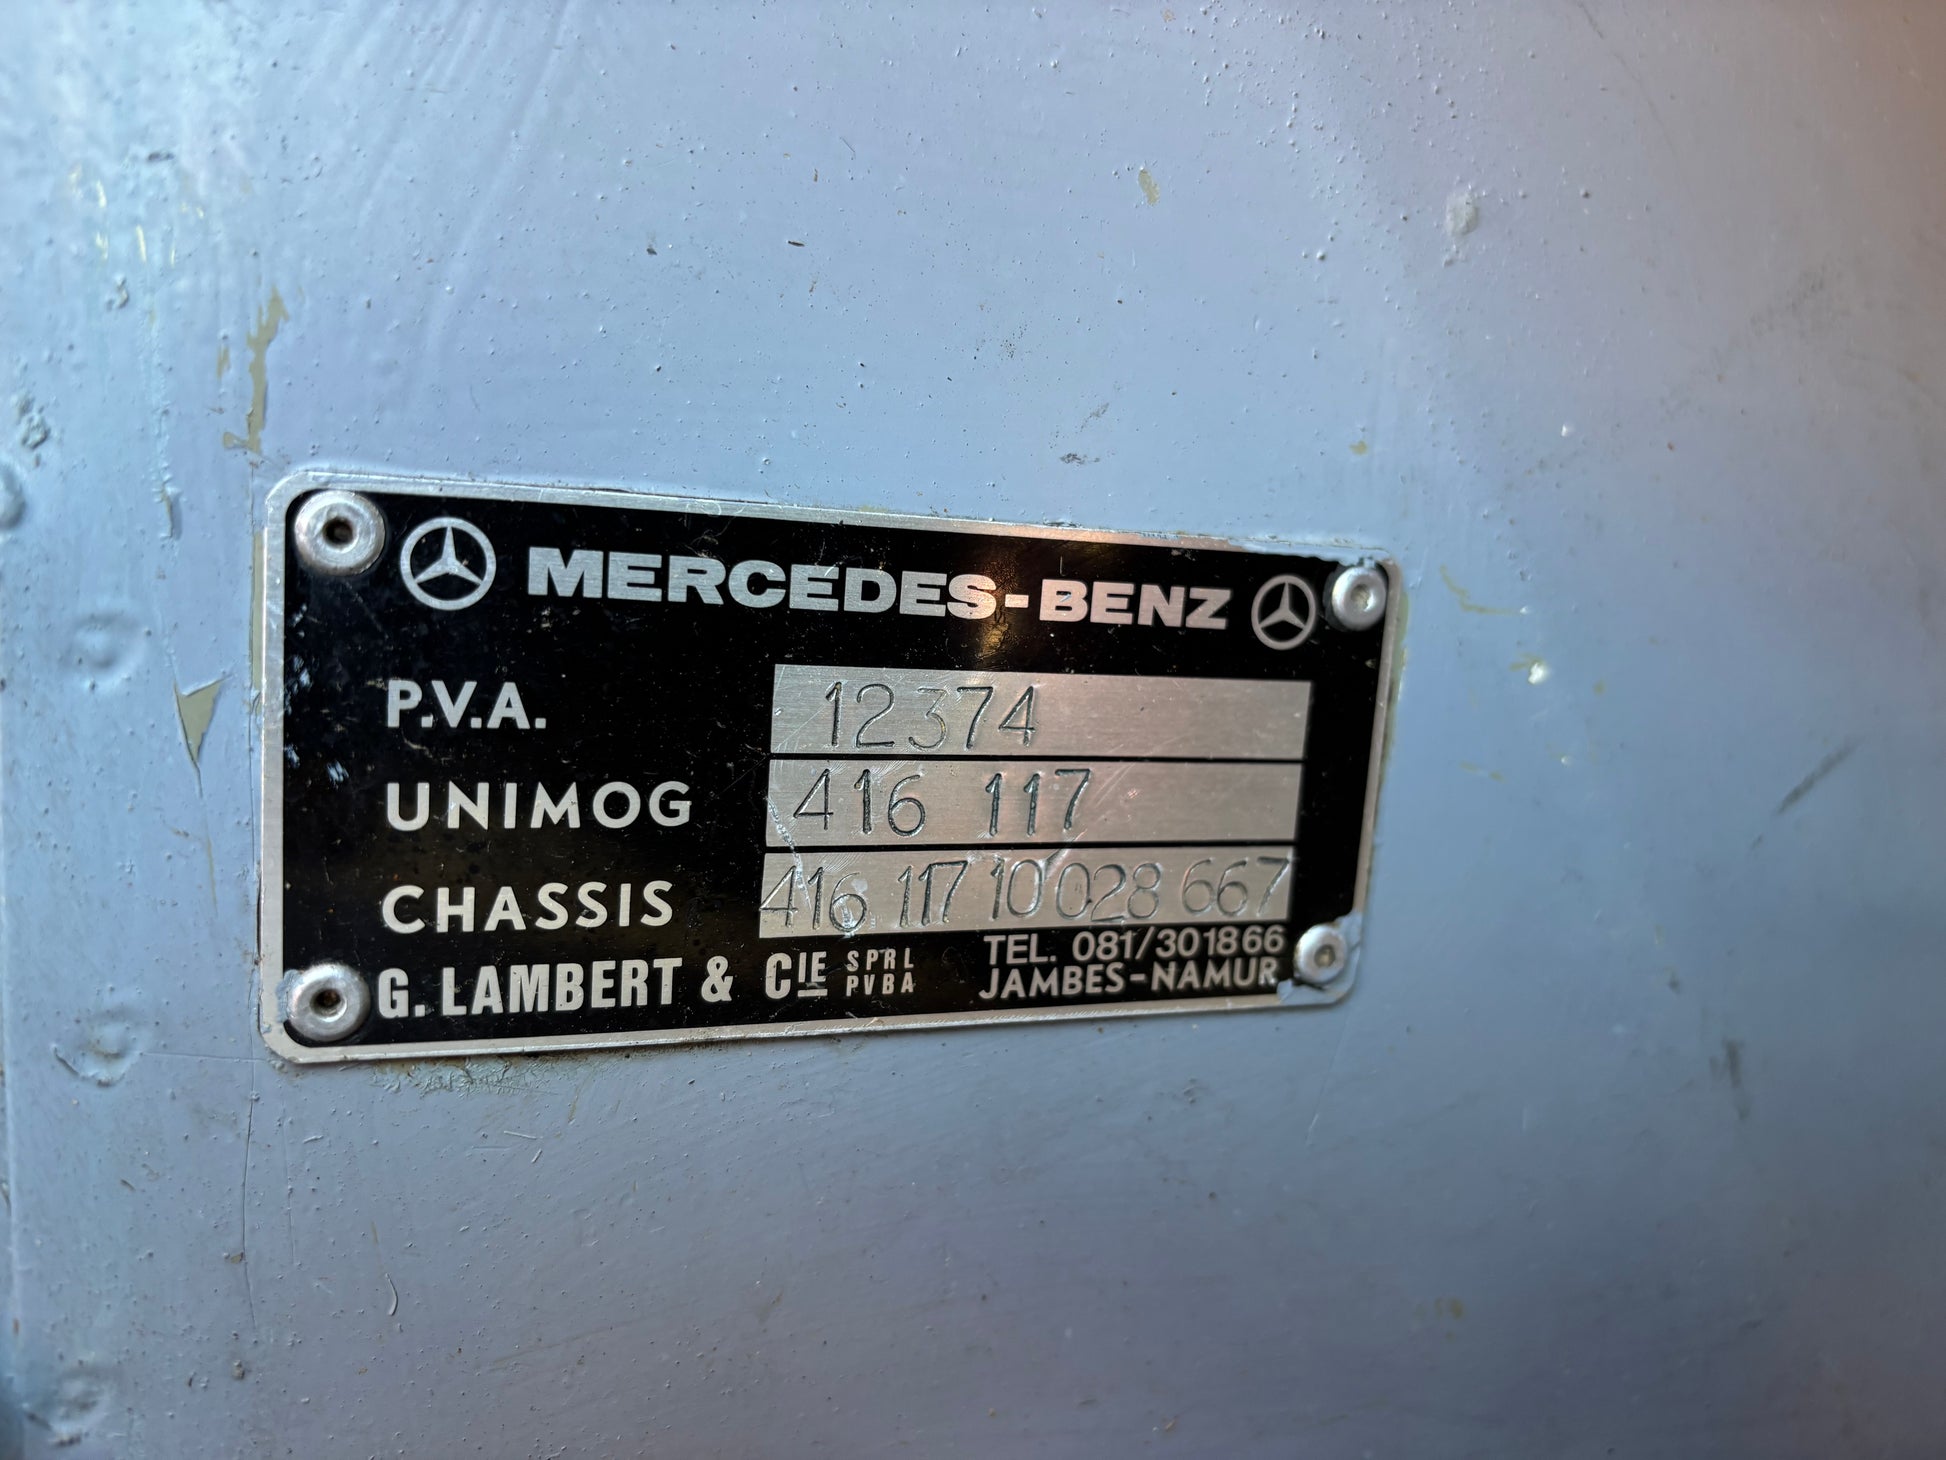 MERCEDES-BENZ
P.V.A. 12374
UNIMOG 416 117
CHASSIS 416 117 10 028 667
G. LAMBERT & CIE SPRL PVBA TEL. 081/301866
JAMBES-NAMUR